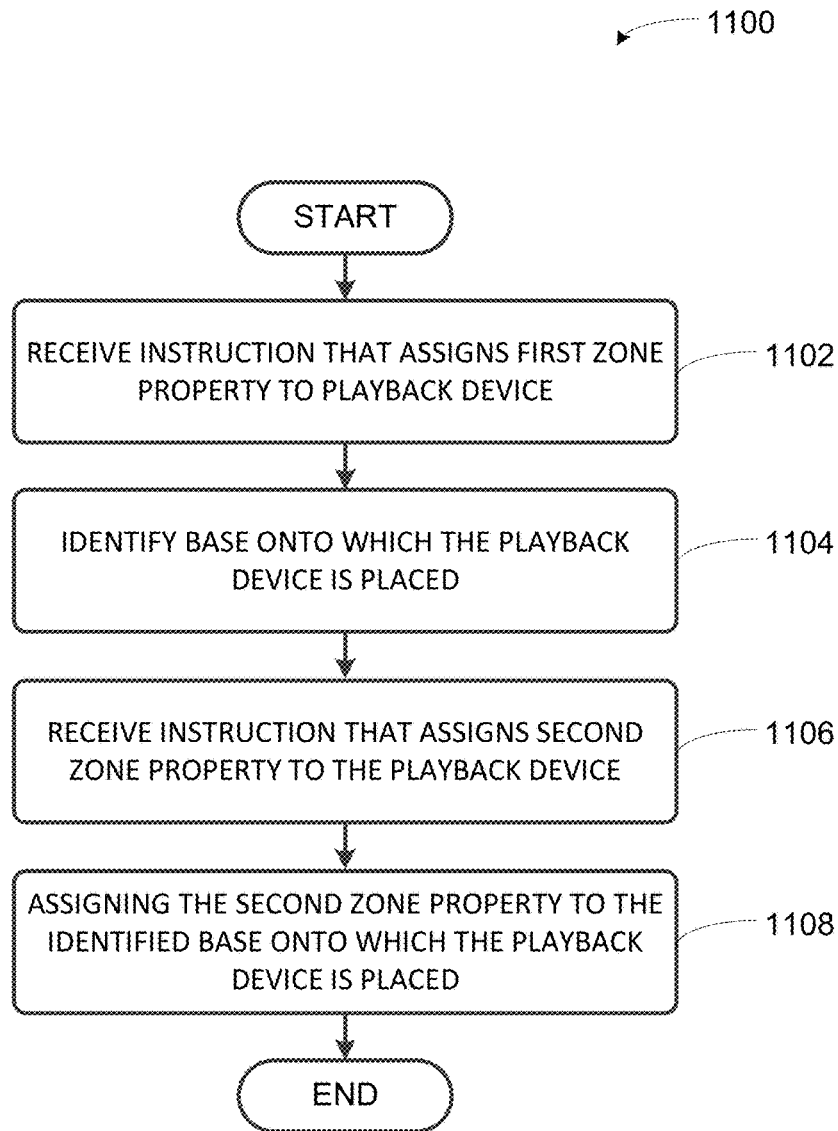 1100
START
RECEIVE INSTRUCTION THAT ASSIGNS FIRST ZONE
PROPERTY TO PLAYBACK DEVICE
1102
IDENTIFY BASE ONTO WHICH THE PLAYBACK
DEVICE IS PLACED
1104
RECEIVE INSTRUCTION THAT ASSIGNS SECOND
ZONE PROPERTY TO THE PLAYBACK DEVICE
1106
ASSIGNING THE SECOND ZONE PROPERTY TO THE
IDENTIFIED BASE ONTO WHICH THE PLAYBACK
DEVICE IS PLACED
1108
END